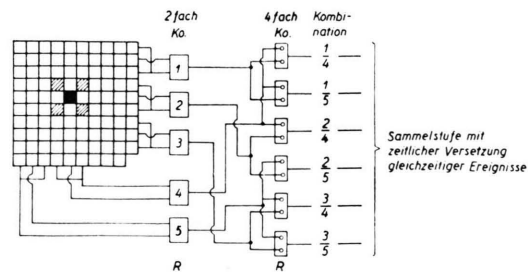 2fach 4fach Kombi-
Ko. Ko. nation
1
2
3
4
5
1/4
1/5
2/4
2/5
3/4
3/5
Sammelstufe mit
zeitlicher Versetzung
gleichzeitiger Ereignisse
R R